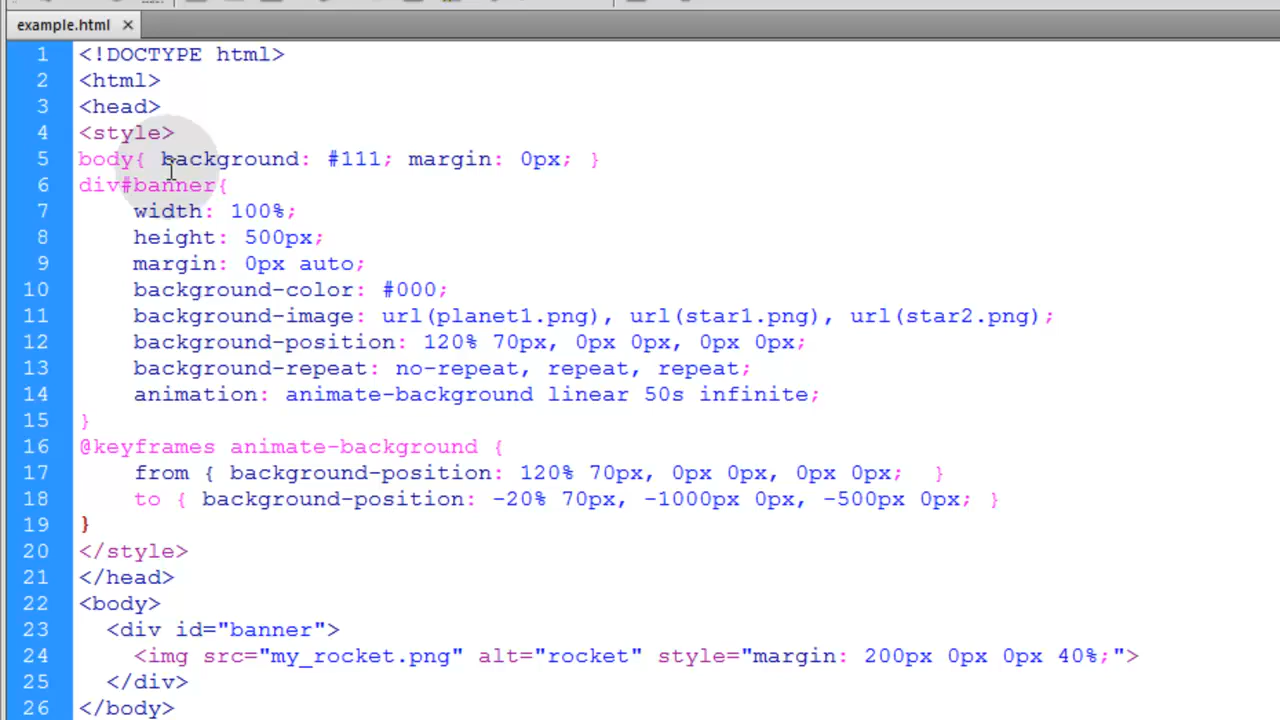 example.html ×
1 <!DOCTYPE html>
2 <html>
3 <head>
4 <style>
5 body{ background: #111; margin: 0px; }
6 div#banner{
7     width: 100%;
8     height: 500px;
9     margin: 0px auto;
10     background-color: #000;
11     background-image: url(planet1.png), url(star1.png), url(star2.png);
12     background-position: 120% 70px, 0px 0px, 0px 0px;
13     background-repeat: no-repeat, repeat, repeat;
14     animation: animate-background linear 50s infinite;
15 }
16 @keyframes animate-background {
17     from { background-position: 120% 70px, 0px 0px, 0px 0px;  }
18     to { background-position: -20% 70px, -1000px 0px, -500px 0px; }
19 }
20 </style>
21 </head>
22 <body>
23   <div id="banner">
24     <img src="my_rocket.png" alt="rocket" style="margin: 200px 0px 0px 40%;">
25   </div>
26 </body>